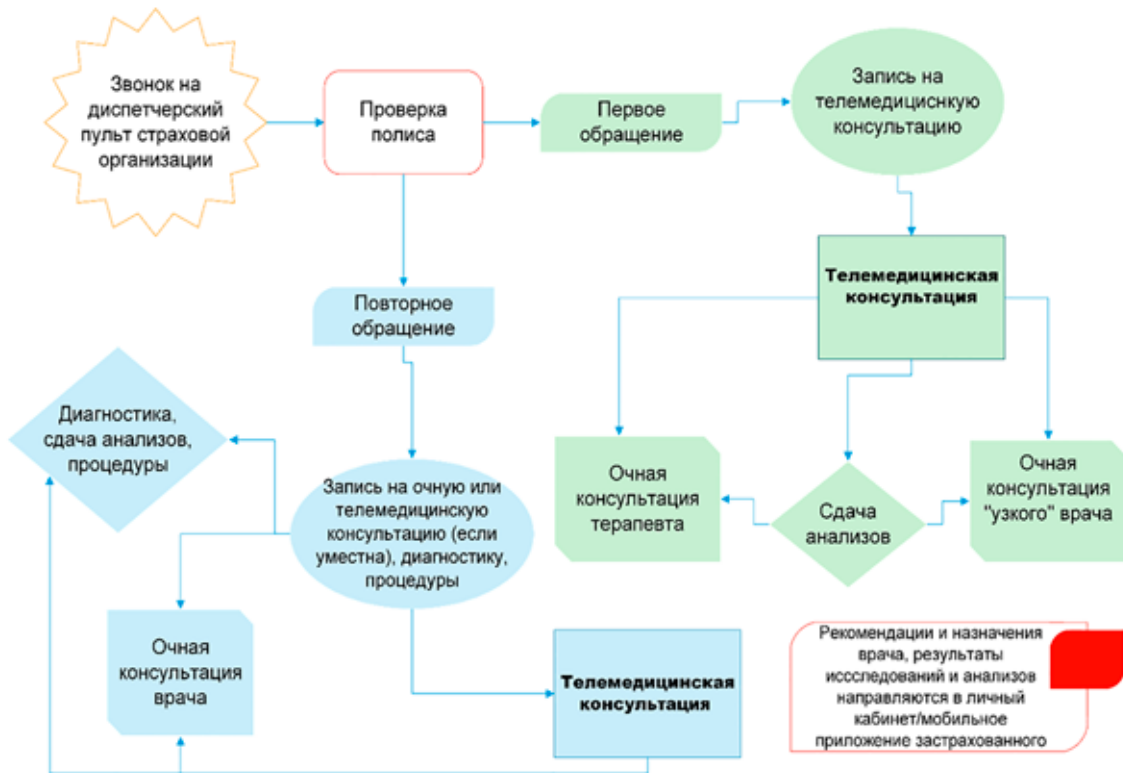 Звонок на
диспетчерский
пульт страховой
организации
Проверка
полиса
Первое
обращение
Запись на
телемедициснкую
консультацию
Телемедицинская
консультация
Повторное
обращение
Диагностика,
сдача анализов,
процедуры
Запись на очную или
телемедицинскую
консультацию (если
уместна), диагностику,
процедуры
Очная
консультация
терапевта
Сдача
анализов
Очная
консультация
"узкого" врача
Очная
консультация
врача
Телемедицинская
консультация
Рекомендации и назначения
врача, результаты
иссследований и анализов
направляются в личный
кабинет/мобильное
приложение застрахованного